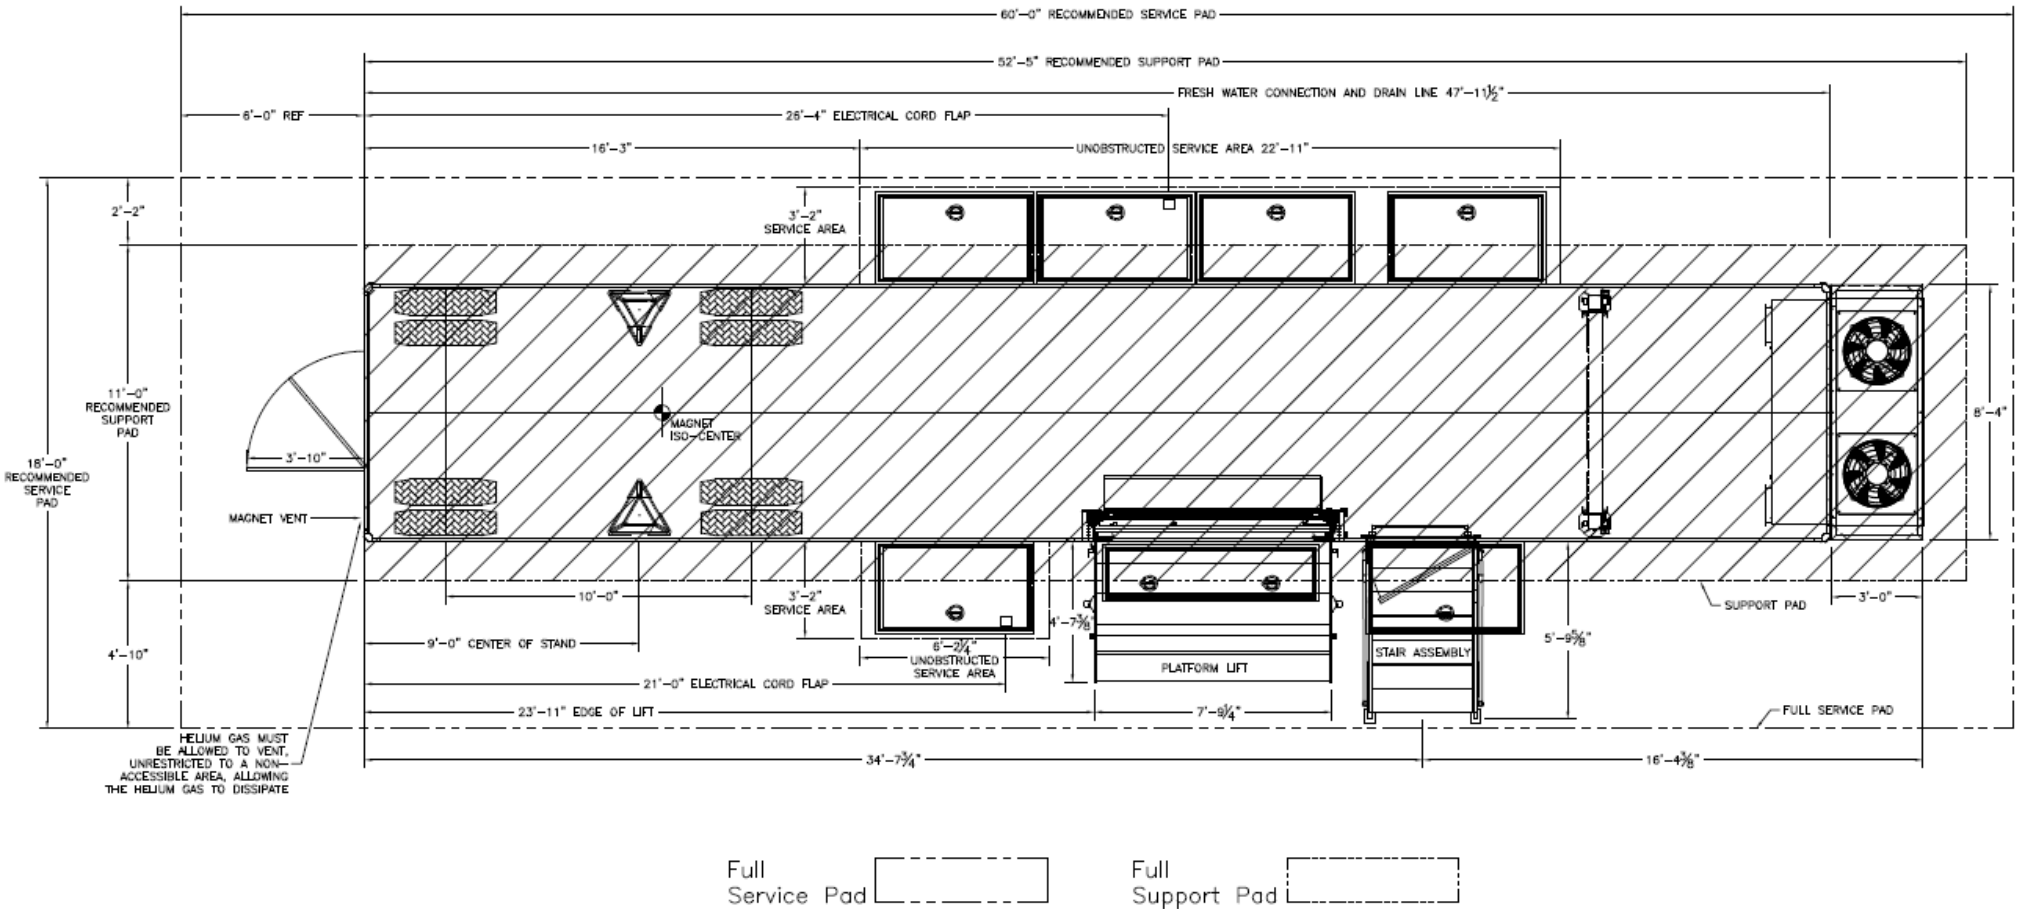 60'-0" RECOMMENDED SERVICE PAD
52'-5" RECOMMENDED SUPPORT PAD
FRESH WATER CONNECTION AND DRAIN LINE 47'-11½"
6'-0" REF
26'-4" ELECTRICAL CORD FLAP
16'-3"
UNOBSTRUCTED SERVICE AREA 22'-11"
2'-2"
3'-2"
SERVICE AREA
11'-0"
RECOMMENDED
SUPPORT
PAD
MAGNET
ISO-CENTER
8'-4"
3'-10"
18'-0"
RECOMMENDED
SERVICE
PAD
MAGNET VENT
10'-0"
3'-2"
SERVICE AREA
4'-7⅜"
3'-0"
SUPPORT PAD
9'-0" CENTER OF STAND
6'-2¼"
UNOBSTRUCTED
SERVICE AREA
5'-9⅝"
STAIR ASSEMBLY
4'-10"
PLATFORM LIFT
21'-0" ELECTRICAL CORD FLAP
23'-11" EDGE OF LIFT
7'-9¼"
FULL SERVICE PAD
HELIUM GAS MUST
BE ALLOWED TO VENT,
UNRESTRICTED TO A NON-
ACCESSIBLE AREA, ALLOWING
THE HELIUM GAS TO DISSIPATE
34'-7¾"
16'-4⅜"
Full
Service Pad
Full
Support Pad